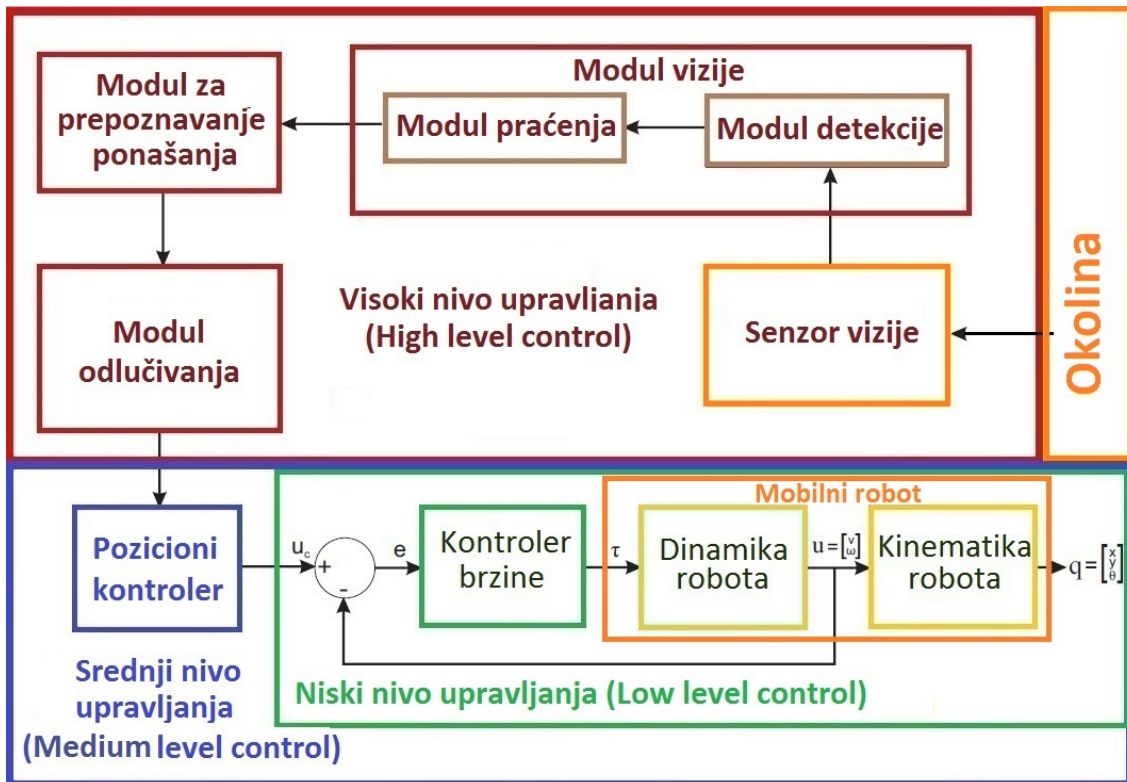 Modul za
prepoznavanje
ponašanja
Modul vizije
Modul praćenja
Modul detekcije
Modul
odlučivanja
Visoki nivo upravljanja
(High level control)
Senzor vizije
Okolina
Pozicioni
kontroler
Srednji nivo
upravljanja
(Medium level control)
u_c
+
-
e
Kontroler
brzine
τ
Mobilni robot
Dinamika
robota
u = [v ω]
Kinematika
robota
q = [x y θ]
Niski nivo upravljanja (Low level control)